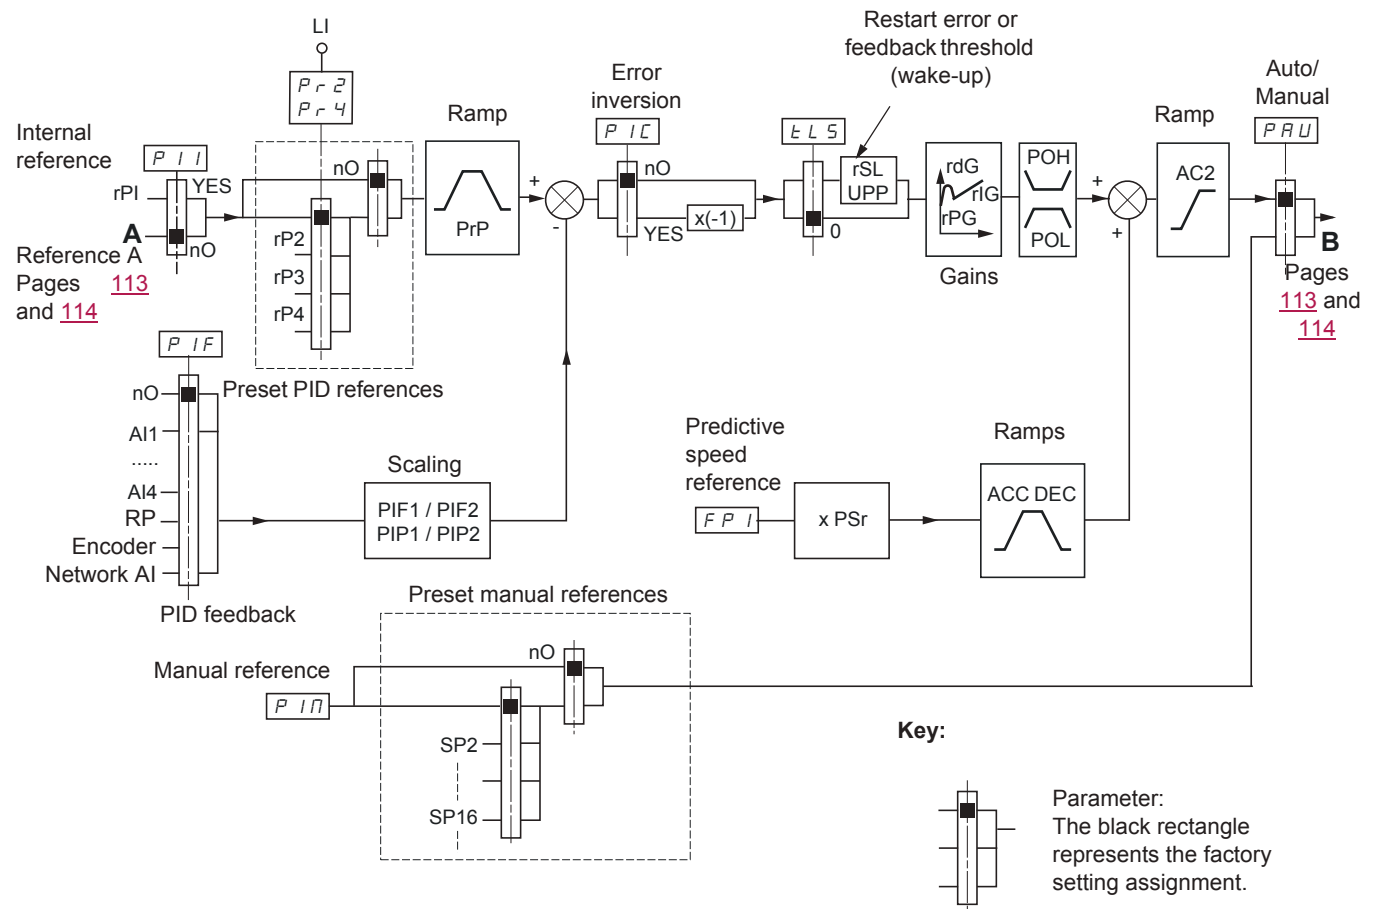 LI
Pr2
Pr4
Restart error or
feedback threshold
(wake-up)
Error
inversion
Auto/
Manual
Ramp
Ramp
Internal
reference
PII
PIC
tLS
PAU
rPI
YES
nO
A
nO
Reference A
Pages 113
and 114
rP2
rP3
rP4
Preset PID references
PrP
+
-
nO
YES
x(-1)
0
rSL
UPP
rdG
rIG
rPG
Gains
POH
POL
+
+
AC2
B
Pages
113 and
114
PIF
nO
AI1
.....
AI4
RP
Encoder
Network AI
PID feedback
Scaling
PIF1 / PIF2
PIP1 / PIP2
Predictive
speed
reference
FPI
x PSr
Ramps
ACC DEC
Preset manual references
Manual reference
PIM
nO
SP2
SP16
Key:
Parameter:
The black rectangle
represents the factory
setting assignment.